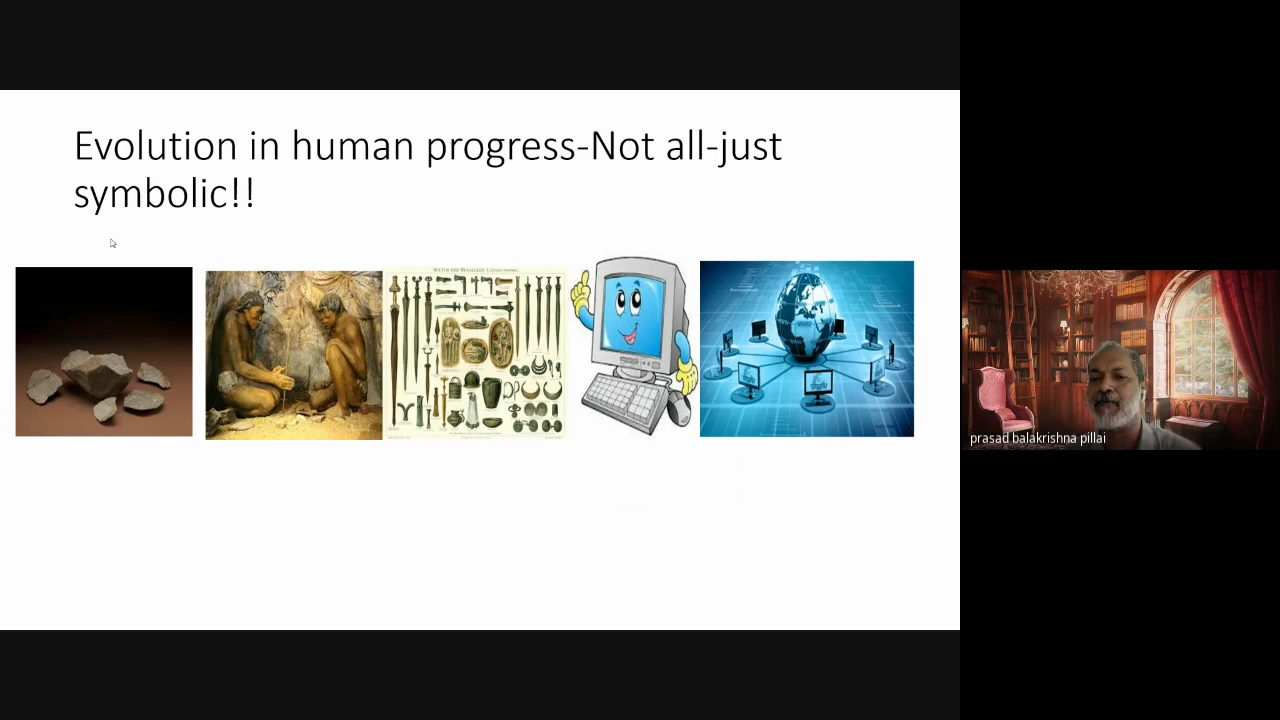 Evolution in human progress-Not all-just
symbolic!!
prasad balakrishna pillai